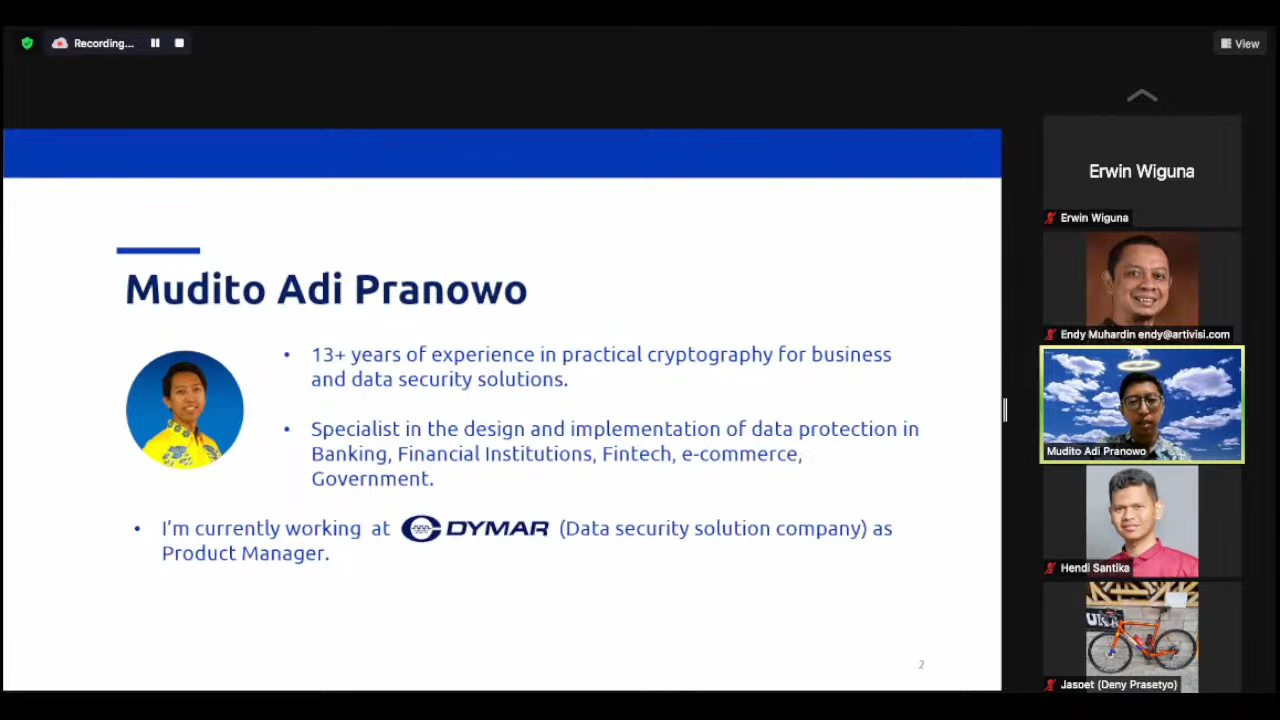 Recording...
View
Mudito Adi Pranowo
• 13+ years of experience in practical cryptography for business
and data security solutions.
• Specialist in the design and implementation of data protection in
Banking, Financial Institutions, Fintech, e-commerce,
Government.
• I'm currently working at DYMAR (Data security solution company) as
Product Manager.
2
Erwin Wiguna
Erwin Wiguna
Endy Muhardin endy@artivisi.com
Mudito Adi Pranowo
Hendi Santika
Jasoet (Deny Prasetyo)